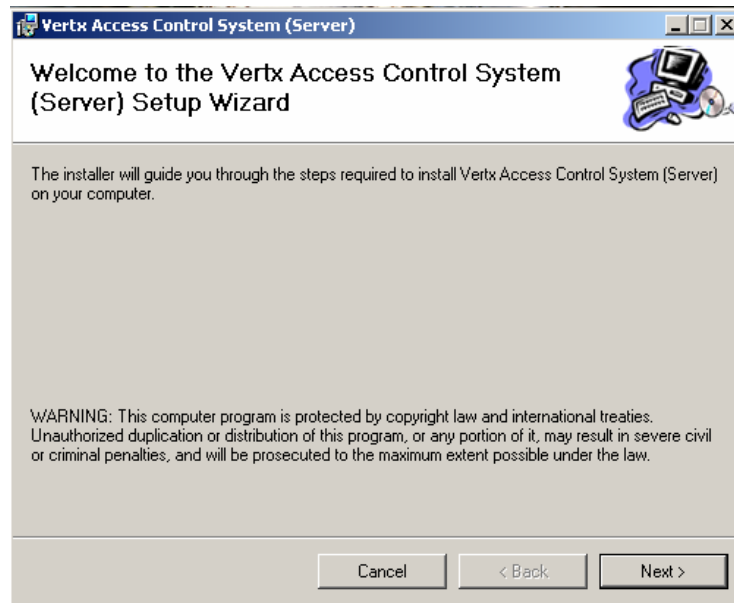 Vertx Access Control System (Server)
Welcome to the Vertx Access Control System
(Server) Setup Wizard
The installer will guide you through the steps required to install Vertx Access Control System (Server)
on your computer.
WARNING: This computer program is protected by copyright law and international treaties.
Unauthorized duplication or distribution of this program, or any portion of it, may result in severe civil
or criminal penalties, and will be prosecuted to the maximum extent possible under the law.
Cancel
< Back
Next >